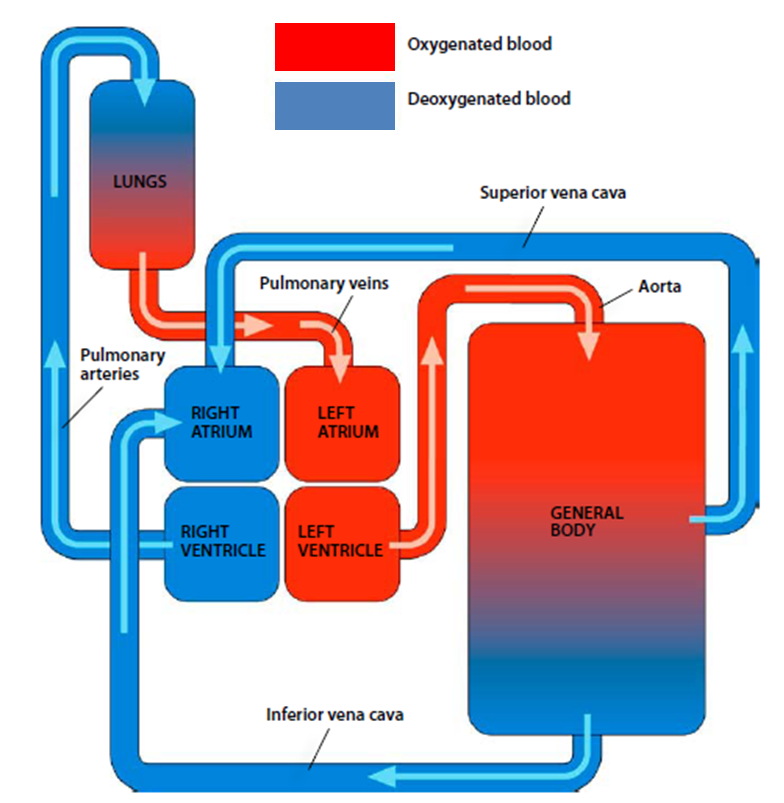 Oxygenated blood
Deoxygenated blood
LUNGS
Superior vena cava
Pulmonary veins
Aorta
Pulmonary
arteries
RIGHT
ATRIUM
LEFT
ATRIUM
RIGHT
VENTRICLE
LEFT
VENTRICLE
GENERAL
BODY
Inferior vena cava